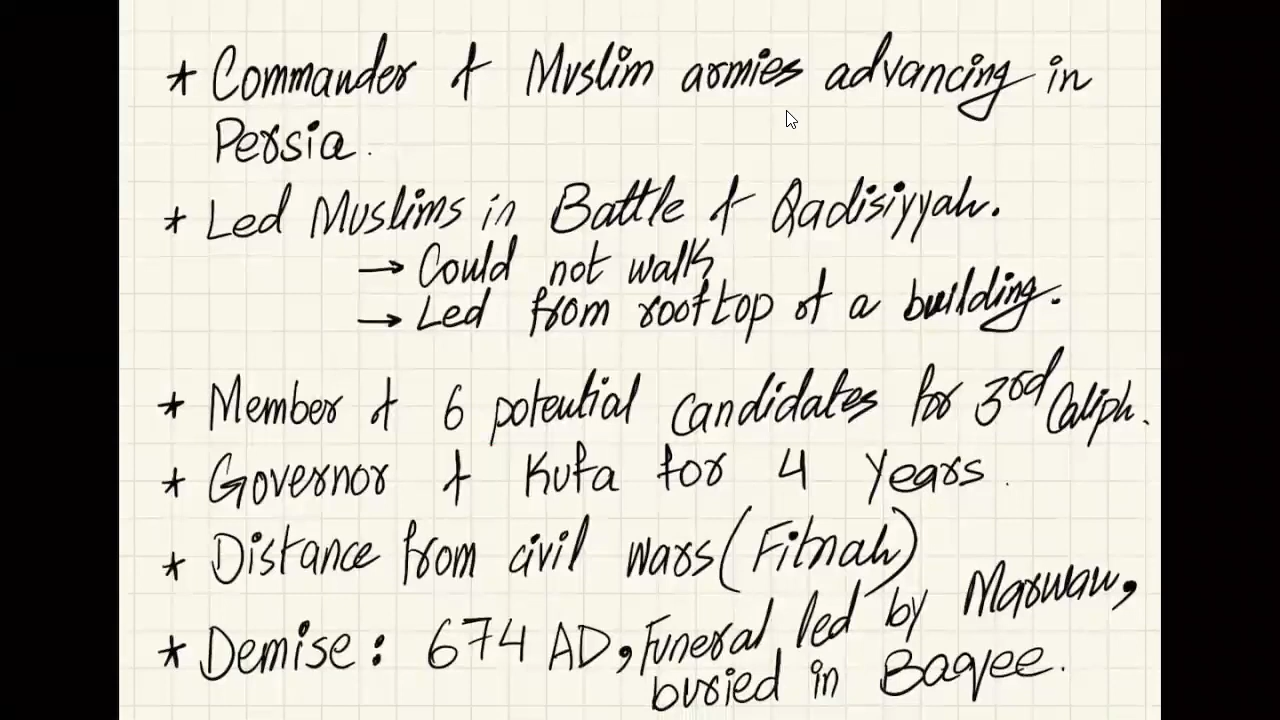 * Commander of Muslim armies advancing in
Persia.
* Led Muslims in Battle of Qadisiyyah.
→ Could not walk
→ Led from rooftop of a building.
* Member of 6 potential candidates for 3rd Caliph.
* Governor of Kufa for 4 years.
* Distance from civil wars (Fitnah)
* Demise: 674 AD, Funeral led by Marwan,
buried in Baqee.